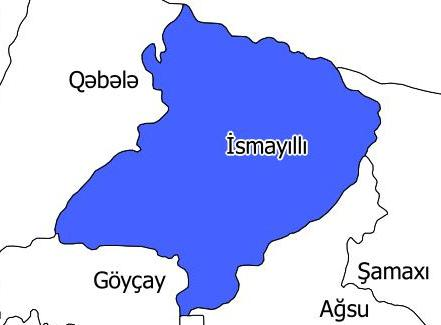 Qəbələ
İsmayıllı
Göyçay
Şamaxı
Ağsu